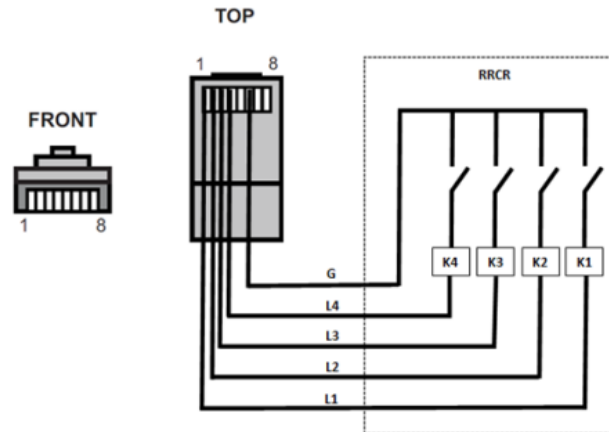 TOP
1 8
RRCR
FRONT
1 8
K4 K3 K2 K1
G
L4
L3
L2
L1